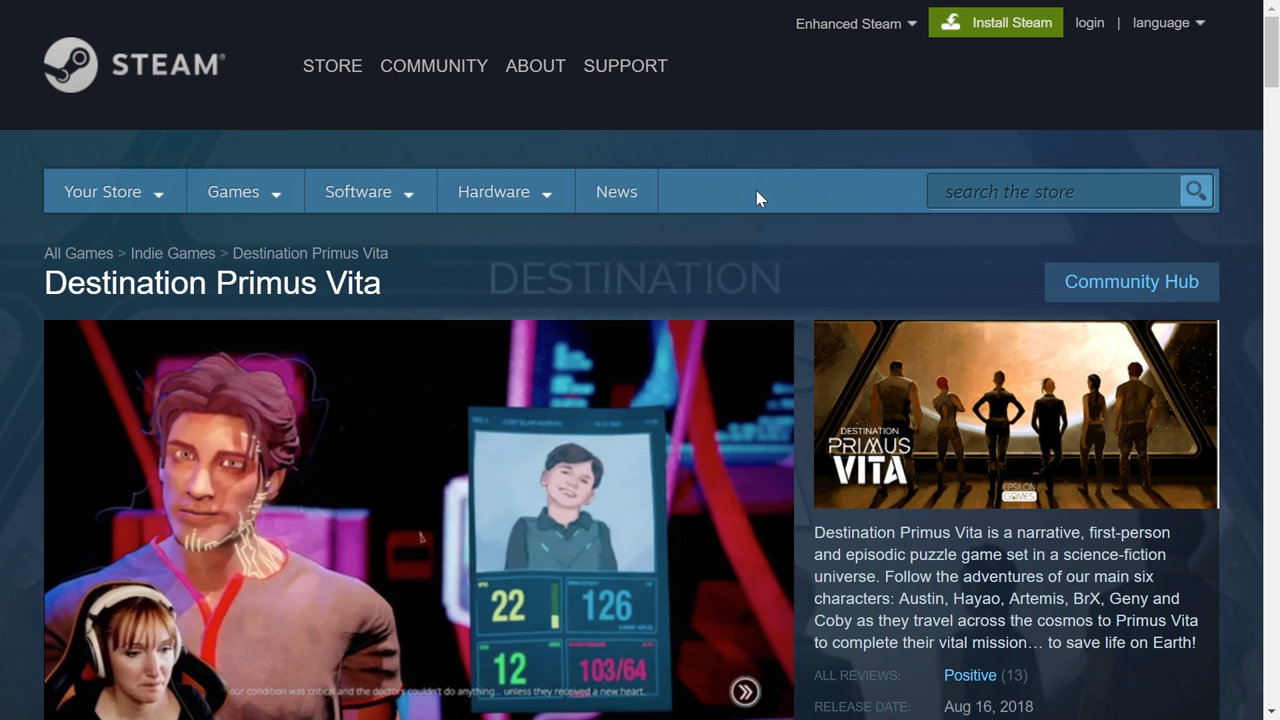 Enhanced Steam
Install Steam
login | language
STEAM®
STORE COMMUNITY ABOUT SUPPORT
Your Store Games Software Hardware News
search the store
All Games > Indie Games > Destination Primus Vita
Destination Primus Vita
DESTINATION
Community Hub
22
126
12
103/64
our condition was critical and the doctors couldn't do anything... unless they received a new heart.
DESTINATION
PRIMUS
VITA
EPSILON
GAMES
Destination Primus Vita is a narrative, first-person
and episodic puzzle game set in a science-fiction
universe. Follow the adventures of our main six
characters: Austin, Hayao, Artemis, BrX, Geny and
Coby as they travel across the cosmos to Primus Vita
to complete their vital mission… to save life on Earth!
ALL REVIEWS: Positive (13)
RELEASE DATE: Aug 16, 2018